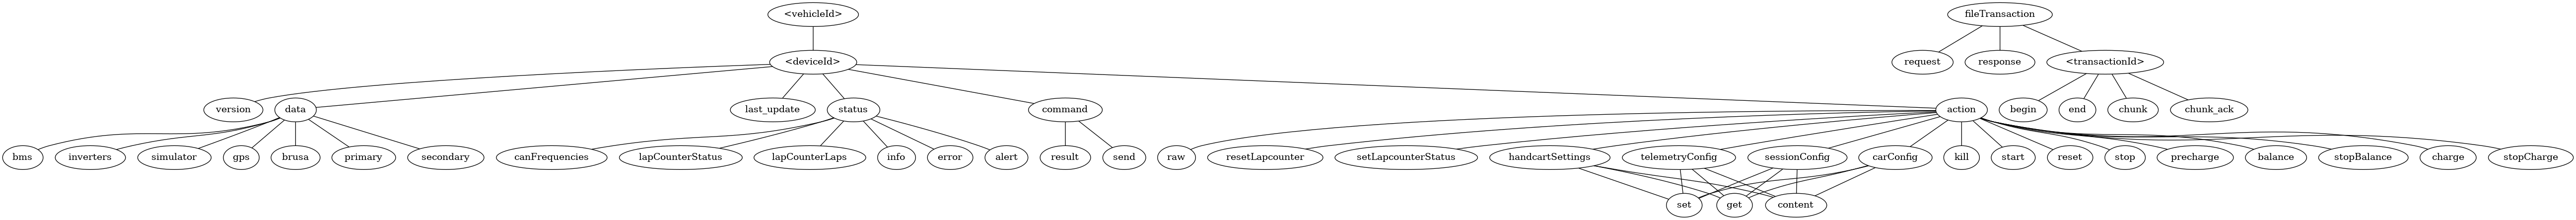 <vehicleId>
fileTransaction
<deviceId>
request
response
<transactionId>
version
data
last_update
status
command
action
begin
end
chunk
chunk_ack
bms
inverters
simulator
gps
brusa
primary
secondary
canFrequencies
lapCounterStatus
lapCounterLaps
info
error
alert
result
send
raw
resetLapcounter
setLapcounterStatus
handcartSettings
telemetryConfig
sessionConfig
carConfig
kill
start
reset
stop
precharge
balance
stopBalance
charge
stopCharge
set
get
content